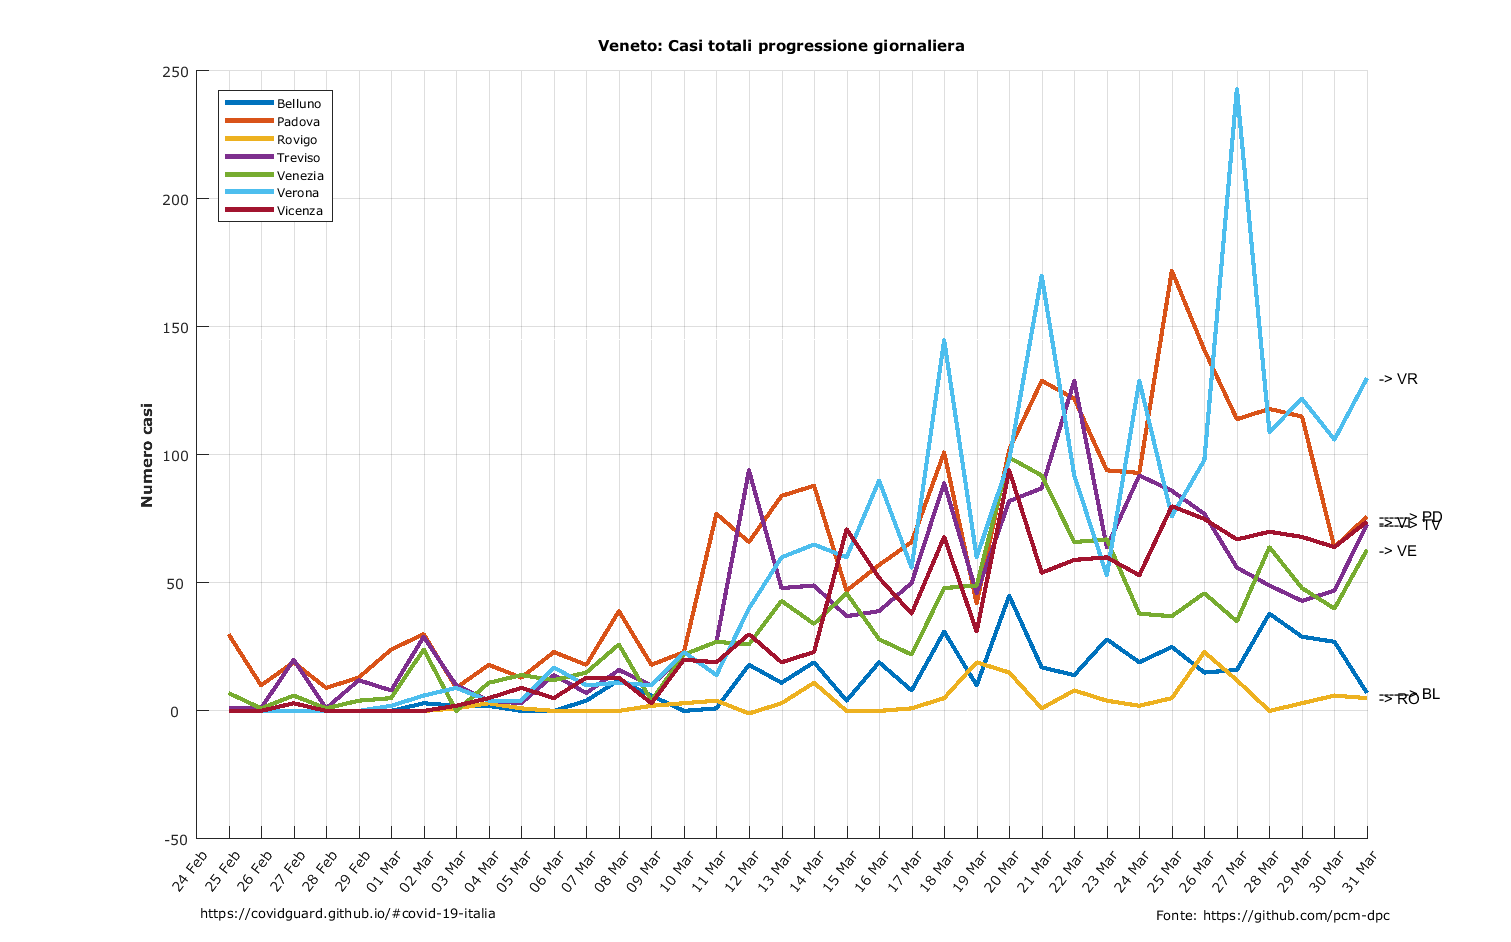 Veneto: Casi totali progressione giornaliera
Numero casi
250
200
150
100
50
0
-50
Belluno
Padova
Rovigo
Treviso
Venezia
Verona
Vicenza
-> VR
-----> PD
-> VE
----> BL
-> RO
24 Feb
25 Feb
26 Feb
27 Feb
28 Feb
29 Feb
01 Mar
02 Mar
03 Mar
04 Mar
05 Mar
06 Mar
07 Mar
08 Mar
09 Mar
10 Mar
11 Mar
12 Mar
13 Mar
14 Mar
15 Mar
16 Mar
17 Mar
18 Mar
19 Mar
20 Mar
21 Mar
22 Mar
23 Mar
24 Mar
25 Mar
26 Mar
27 Mar
28 Mar
29 Mar
30 Mar
31 Mar
https://covidguard.github.io/#covid-19-italia
Fonte: https://github.com/pcm-dpc